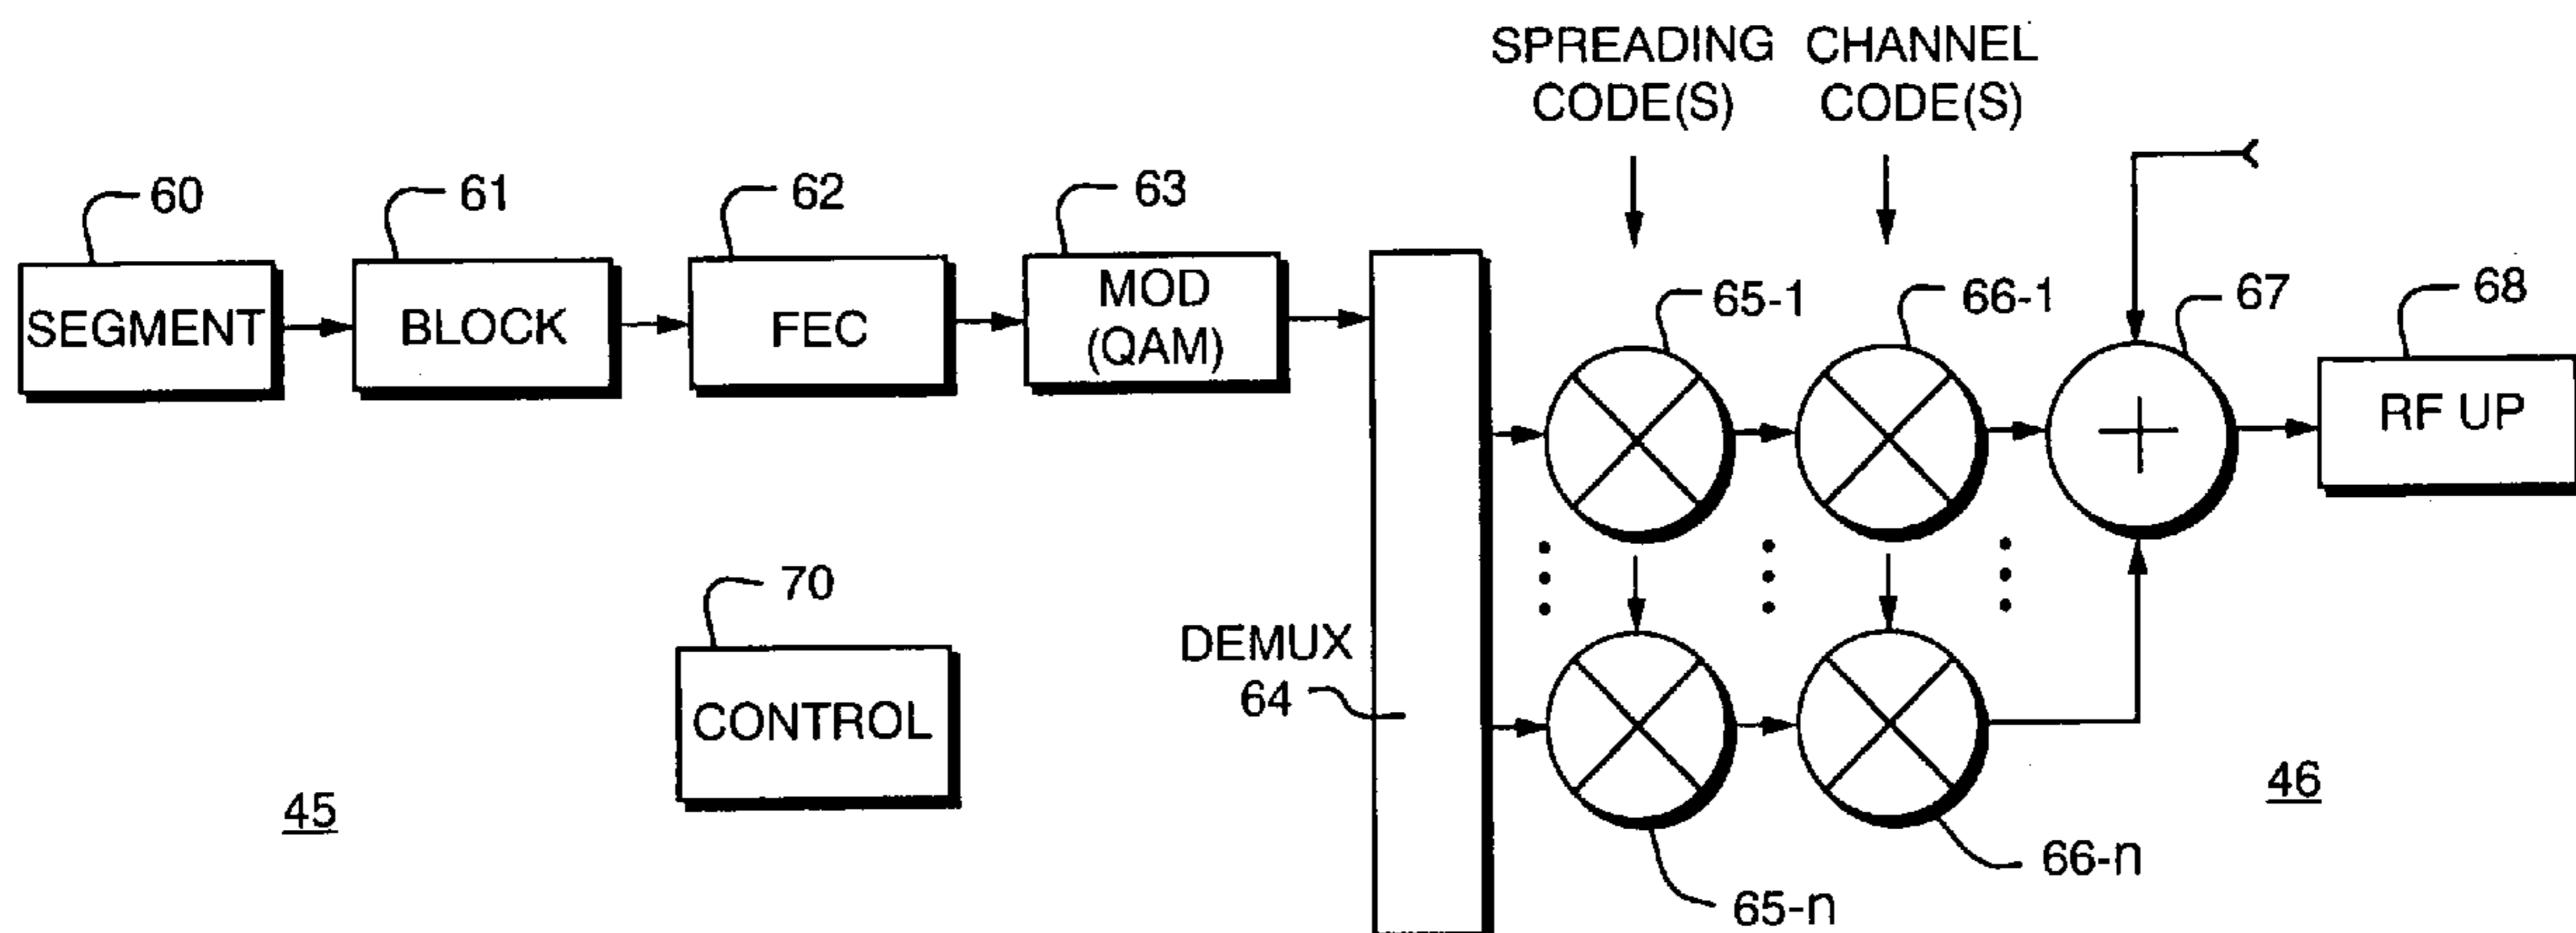 SPREADING
CODE(S)
CHANNEL
CODE(S)
60
61
62
63
SEGMENT
BLOCK
FEC
MOD
(QAM)
65-1
66-1
67
68
RF UP
70
CONTROL
DEMUX
64
45
46
65-n
66-n